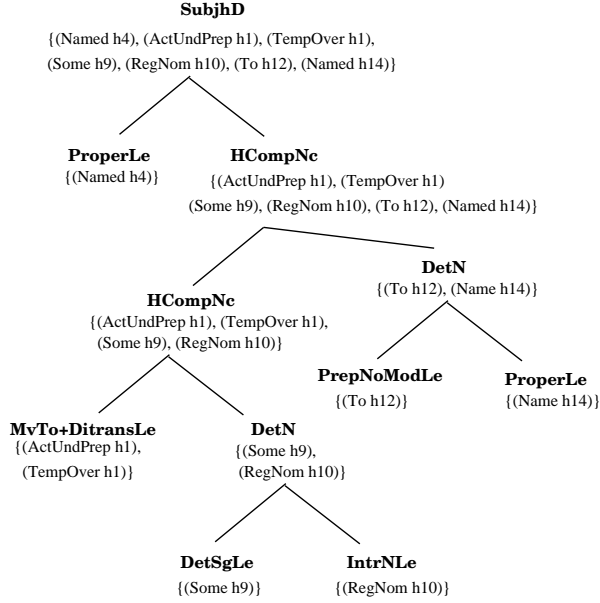 SubjhD
{(Named h4), (ActUndPrep h1), (TempOver h1),
(Some h9), (RegNom h10), (To h12), (Named h14)}
ProperLe
{(Named h4)}
HCompNc
{(ActUndPrep h1), (TempOver h1)
(Some h9), (RegNom h10), (To h12), (Named h14)}
HCompNc
{(ActUndPrep h1), (TempOver h1),
(Some h9), (RegNom h10)}
DetN
{(To h12), (Name h14)}
PrepNoModLe
{(To h12)}
ProperLe
{(Name h14)}
MvTo+DitransLe
{(ActUndPrep h1),
(TempOver h1)}
DetN
{(Some h9),
(RegNom h10)}
DetSgLe
{(Some h9)}
IntrNLe
{(RegNom h10)}